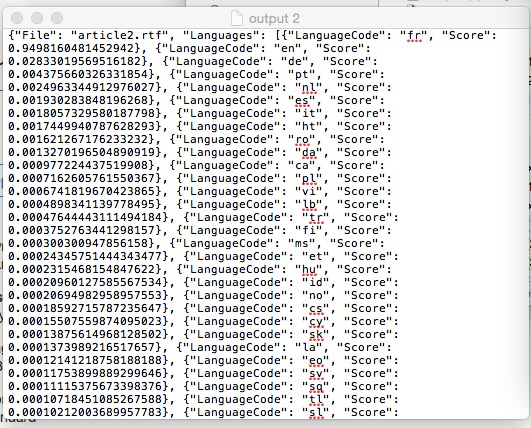 output 2
{"File": "article2.rtf", "Languages": [{"LanguageCode": "fr", "Score":
0.9498160481452942}, {"LanguageCode": "en", "Score":
0.028330195695161​82}, {"LanguageCode": "de", "Score":
0.004375660326331854}, {"LanguageCode": "pt", "Score":
0.0024963344912976027}, {"LanguageCode": "nl", "Score":
0.001930283848196268}, {"LanguageCode": "es", "Score":
0.0018057329580187798}, {"LanguageCode": "it", "Score":
0.0017449940787628293}, {"LanguageCode": "ht", "Score":
0.0016212671762332​32}, {"LanguageCode": "ro", "Score":
0.0013270196504890919}, {"LanguageCode": "da", "Score":
0.000977224437519908}, {"LanguageCode": "ca", "Score":
0.0007162605761550367}, {"LanguageCode": "pl", "Score":
0.0006741819670423865}, {"LanguageCode": "vi", "Score":
0.0004898341139778495}, {"LanguageCode": "lb", "Score":
0.00047644443111494184}, {"LanguageCode": "tr", "Score":
0.0003752763441298157}, {"LanguageCode": "fi", "Score":
0.000300300947856158}, {"LanguageCode": "ms", "Score":
0.00024345751444343477}, {"LanguageCode": "et", "Score":
0.0002315468154847622}, {"LanguageCode": "hu", "Score":
0.00020960127585567534}, {"LanguageCode": "id", "Score":
0.00020694982958957553}, {"LanguageCode": "no", "Score":
0.00018592715787235647}, {"LanguageCode": "cs", "Score":
0.00015507559874095023}, {"LanguageCode": "cy", "Score":
0.00013875614968128502}, {"LanguageCode": "sk", "Score":
0.0001373989216517657}, {"LanguageCode": "la", "Score":
0.00012141218758188188}, {"LanguageCode": "eo", "Score":
0.00011753899889299646}, {"LanguageCode": "sv", "Score":
0.00011115375673398376}, {"LanguageCode": "sq", "Score":
0.00010718451085267588}, {"LanguageCode": "tl", "Score":
0.00010212003689957783}, {"LanguageCode": "sl", "Score":